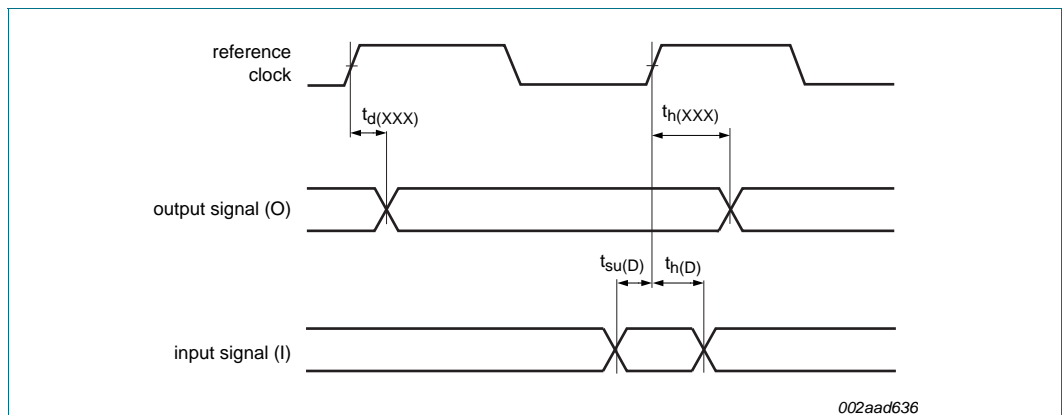 reference
clock
td(XXX)
th(XXX)
output signal (O)
tsu(D)
th(D)
input signal (I)
002aad636